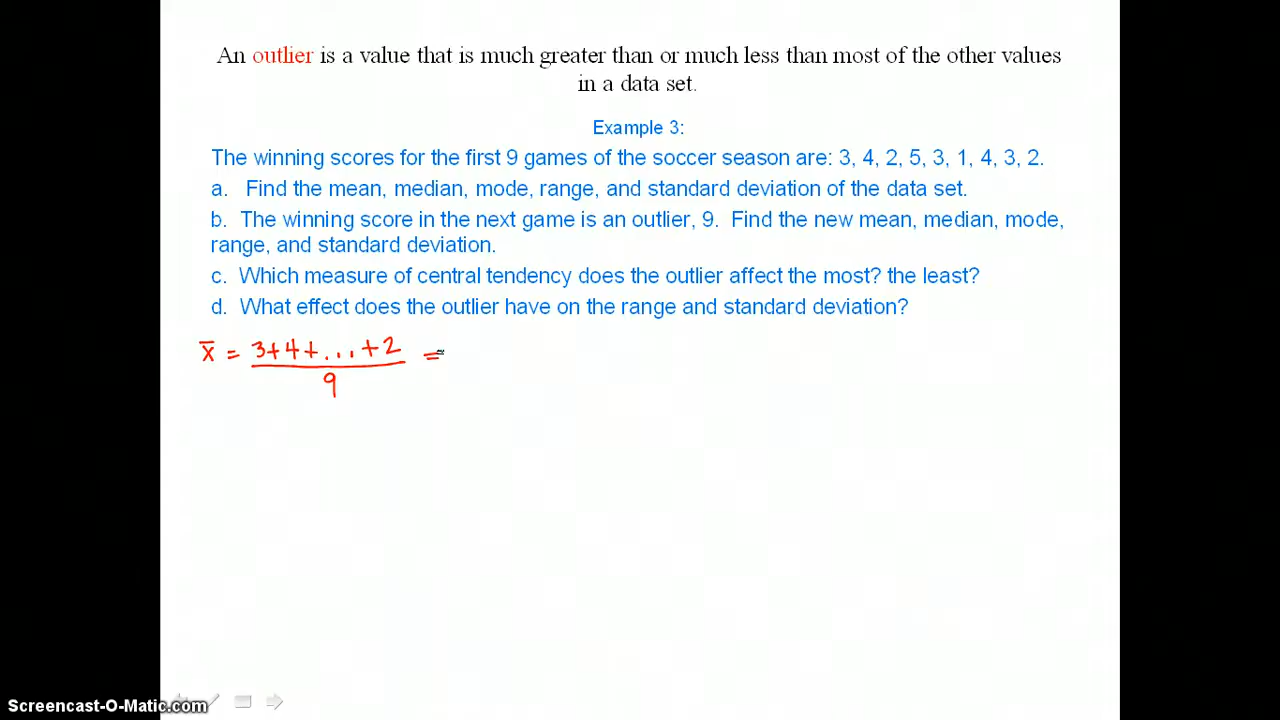 An outlier is a value that is much greater than or much less than most of the other values
in a data set.
Example 3:
The winning scores for the first 9 games of the soccer season are: 3, 4, 2, 5, 3, 1, 4, 3, 2.
a. Find the mean, median, mode, range, and standard deviation of the data set.
b. The winning score in the next game is an outlier, 9. Find the new mean, median, mode,
range, and standard deviation.
c. Which measure of central tendency does the outlier affect the most? the least?
d. What effect does the outlier have on the range and standard deviation?
x̅ = 3+4+...+2 =
9
Screencast-O-Matic.com